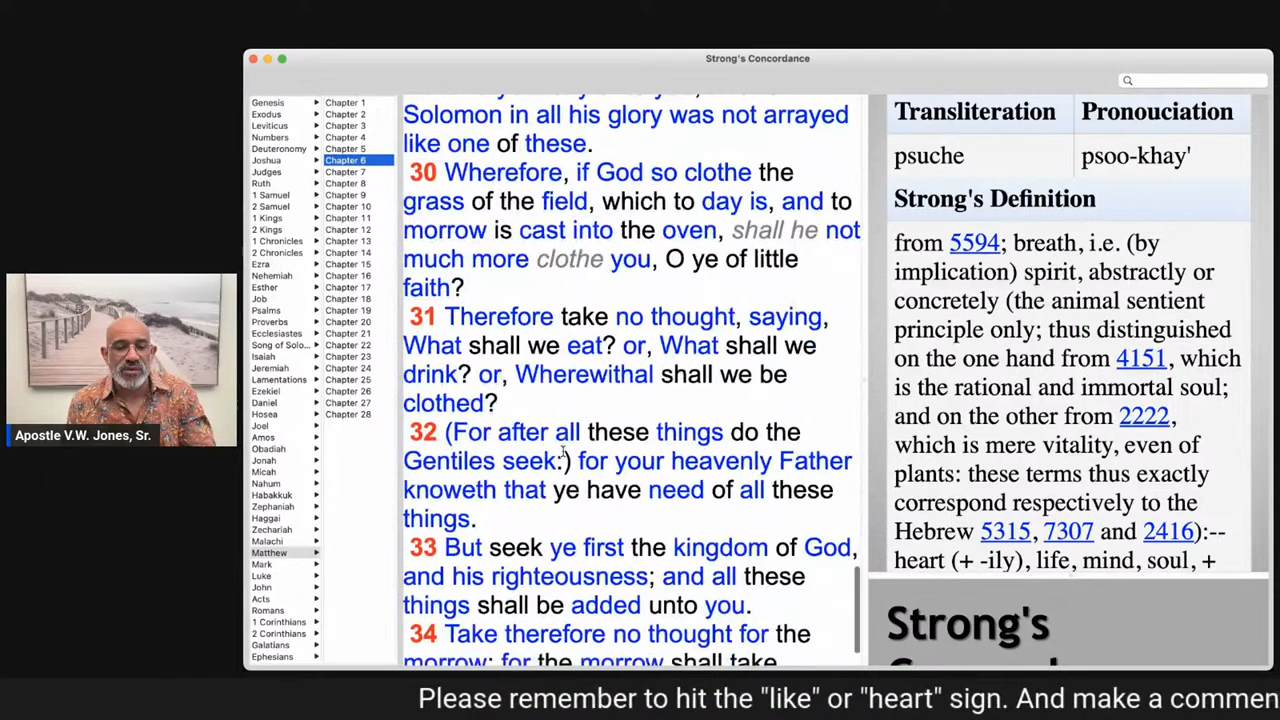 Strong's Concordance
Genesis
Exodus
Leviticus
Numbers
Deuteronomy
Joshua
Judges
Ruth
1 Samuel
2 Samuel
1 Kings
2 Kings
1 Chronicles
2 Chronicles
Ezra
Nehemiah
Esther
Job
Psalms
Proverbs
Ecclesiastes
Song of Solo...
Isaiah
Jeremiah
Lamentations
Ezekiel
Daniel
Hosea
Joel
Amos
Obadiah
Jonah
Micah
Nahum
Habakkuk
Zephaniah
Haggai
Zechariah
Malachi
Matthew
Mark
Luke
John
Acts
Romans
1 Corinthians
2 Corinthians
Galatians
Ephesians
Chapter 1
Chapter 2
Chapter 3
Chapter 4
Chapter 5
Chapter 6
Chapter 7
Chapter 8
Chapter 9
Chapter 10
Chapter 11
Chapter 12
Chapter 13
Chapter 14
Chapter 15
Chapter 16
Chapter 17
Chapter 18
Chapter 19
Chapter 20
Chapter 21
Chapter 22
Chapter 23
Chapter 24
Chapter 25
Chapter 26
Chapter 27
Chapter 28
Solomon in all his glory was not arrayed
like one of these.
30 Wherefore, if God so clothe the
grass of the field, which to day is, and to
morrow is cast into the oven, shall he not
much more clothe you, O ye of little
faith?
31 Therefore take no thought, saying,
What shall we eat? or, What shall we
drink? or, Wherewithal shall we be
clothed?
32 (For after all these things do the
Gentiles seek:) for your heavenly Father
knoweth that ye have need of all these
things.
33 But seek ye first the kingdom of God,
and his righteousness; and all these
things shall be added unto you.
34 Take therefore no thought for the
morrow: for the morrow shall take
Transliteration Pronouciation
psuche psoo-khay'
Strong's Definition
from 5594; breath, i.e. (by
implication) spirit, abstractly or
concretely (the animal sentient
principle only; thus distinguished
on the one hand from 4151, which
is the rational and immortal soul;
and on the other from 2222,
which is mere vitality, even of
plants: these terms thus exactly
correspond respectively to the
Hebrew 5315, 7307 and 2416):--
heart (+ -ily), life, mind, soul, +
Strong's
Apostle V.W. Jones, Sr.
Please remember to hit the "like" or "heart" sign. And make a commen